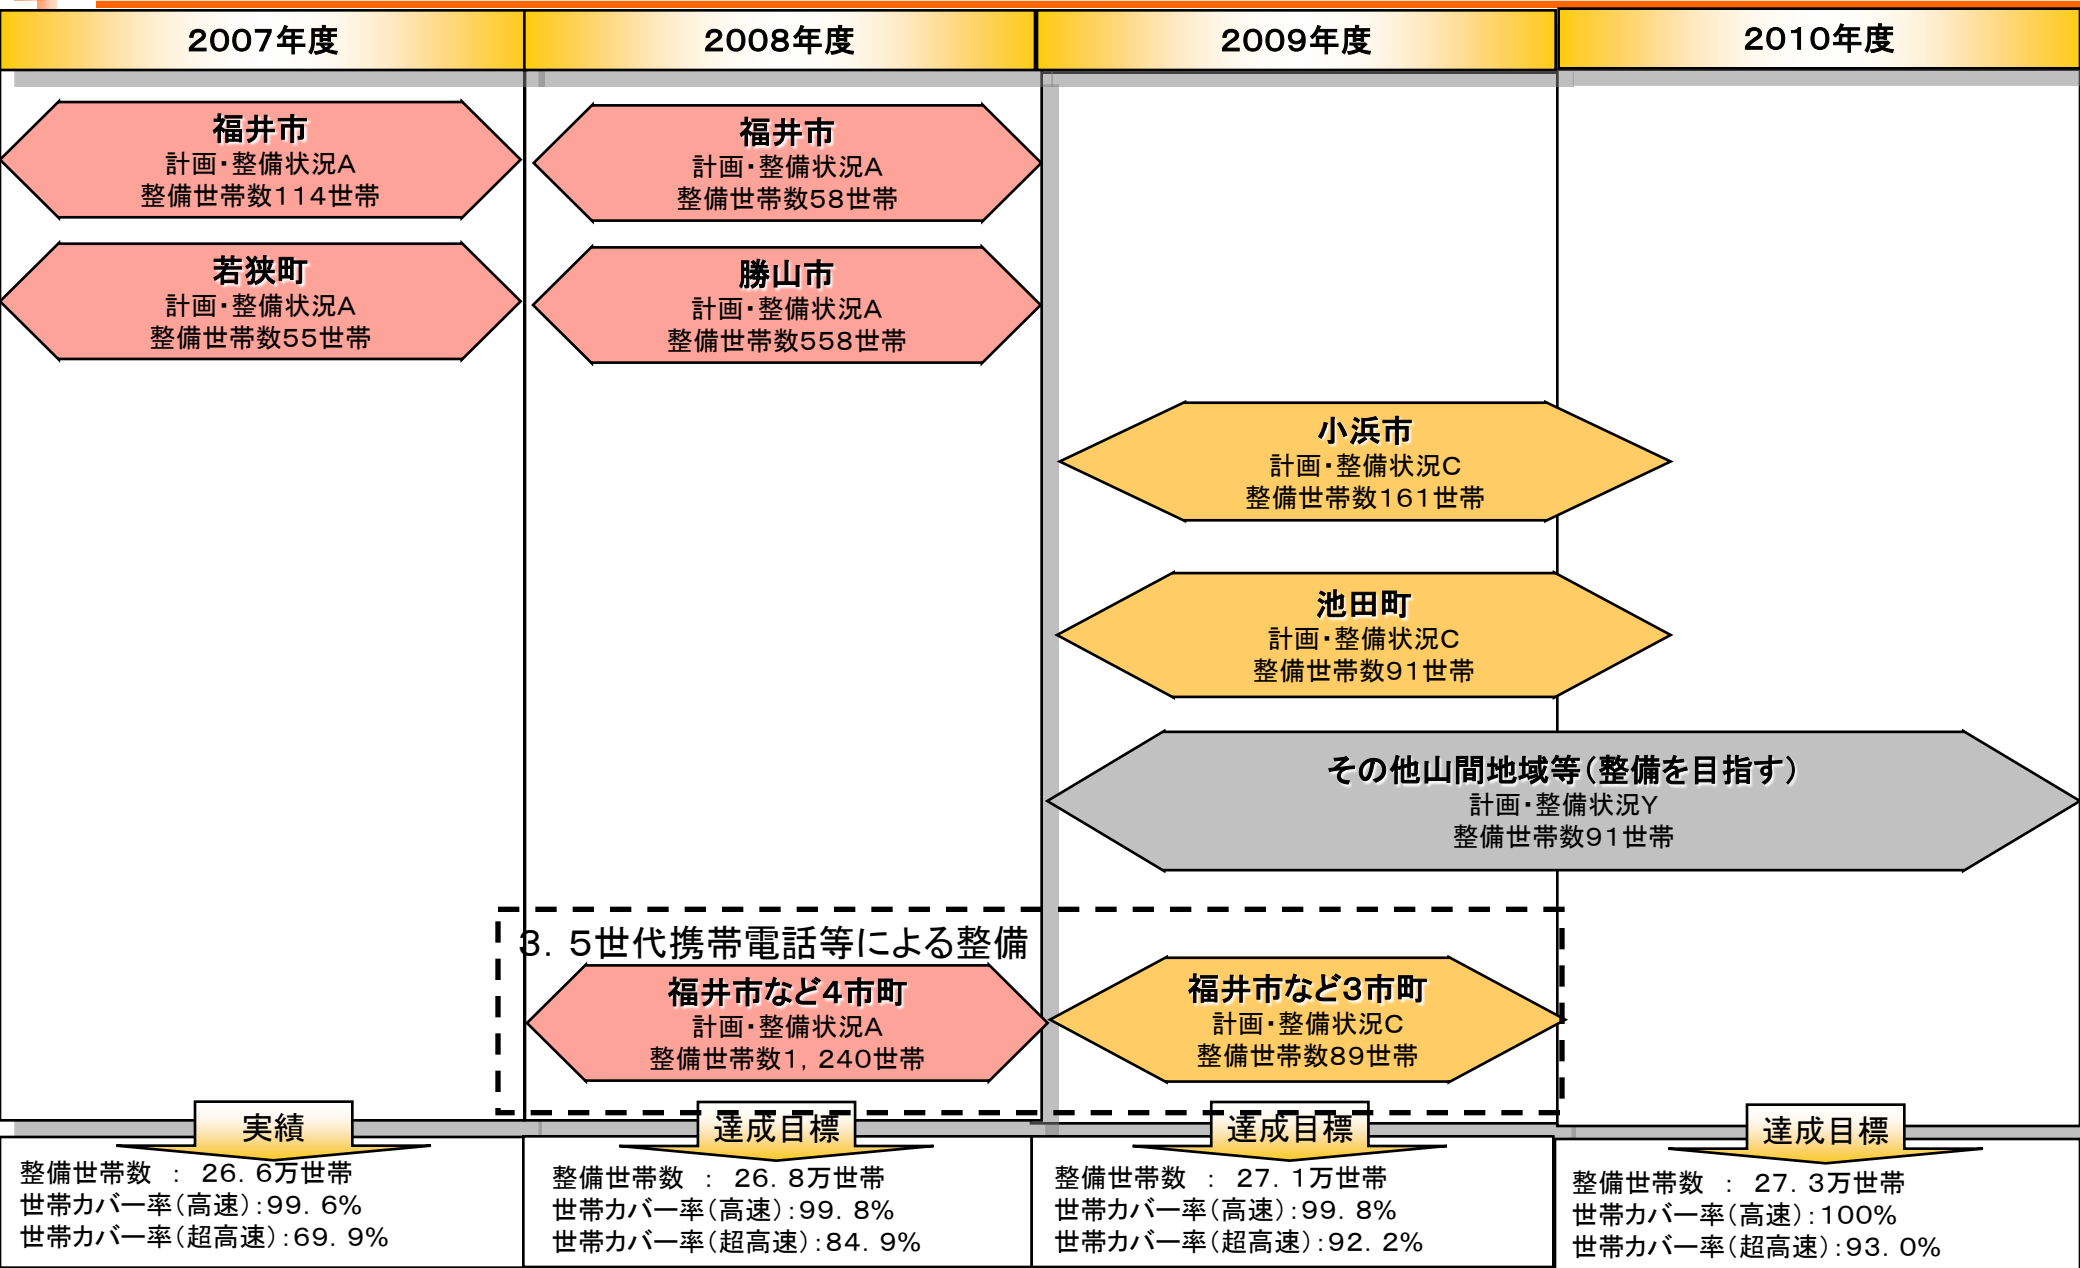 2007年度
2008年度
2009年度
2010年度
福井市
計画・整備状況A
整備世帯数114世帯
若狭町
計画・整備状況A
整備世帯数55世帯
福井市
計画・整備状況A
整備世帯数58世帯
勝山市
計画・整備状況A
整備世帯数558世帯
小浜市
計画・整備状況C
整備世帯数161世帯
池田町
計画・整備状況C
整備世帯数91世帯
その他山間地域等(整備を目指す)
計画・整備状況Y
整備世帯数91世帯
3．5世代携帯電話等による整備
福井市など4市町
計画・整備状況A
整備世帯数1，240世帯
福井市など3市町
計画・整備状況C
整備世帯数89世帯
実績
整備世帯数 ： 26．6万世帯
世帯カバー率(高速)：99．6%
世帯カバー率(超高速)：69．9%
達成目標
整備世帯数 ： 26．8万世帯
世帯カバー率(高速)：99．8%
世帯カバー率(超高速)：84．9%
達成目標
整備世帯数 ： 27．1万世帯
世帯カバー率(高速)：99．8%
世帯カバー率(超高速)：92．2%
達成目標
整備世帯数 ： 27．3万世帯
世帯カバー率(高速)：100%
世帯カバー率(超高速)：93．0%